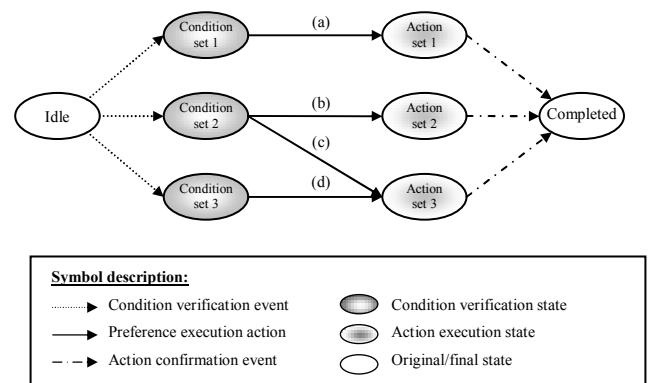 Condition
set 1
(a)
Action
set 1
Idle
Condition
set 2
(b)
Action
set 2
Completed
(c)
Condition
set 3
(d)
Action
set 3
Symbol description:
Condition verification event
Condition verification state
Preference execution action
Action execution state
Action confirmation event
Original/final state